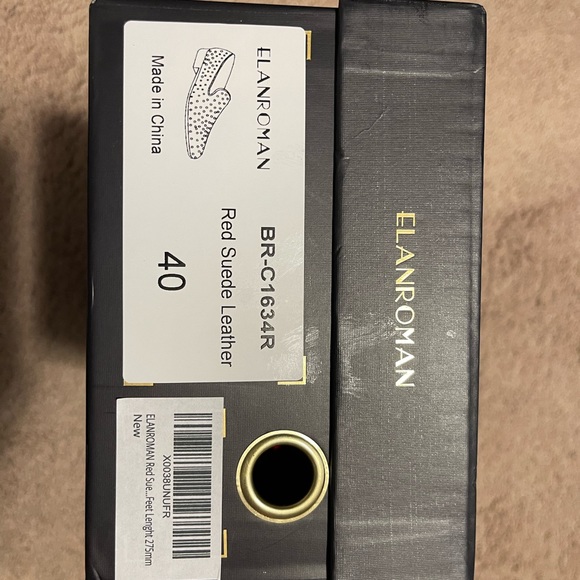 ELANROMAN
ELANROMAN
BR-C1634R
Red Suede Leather
Made in China
40
X0038UNUFR
ELANROMAN Red Sue...Feet Lenght 275mm
New